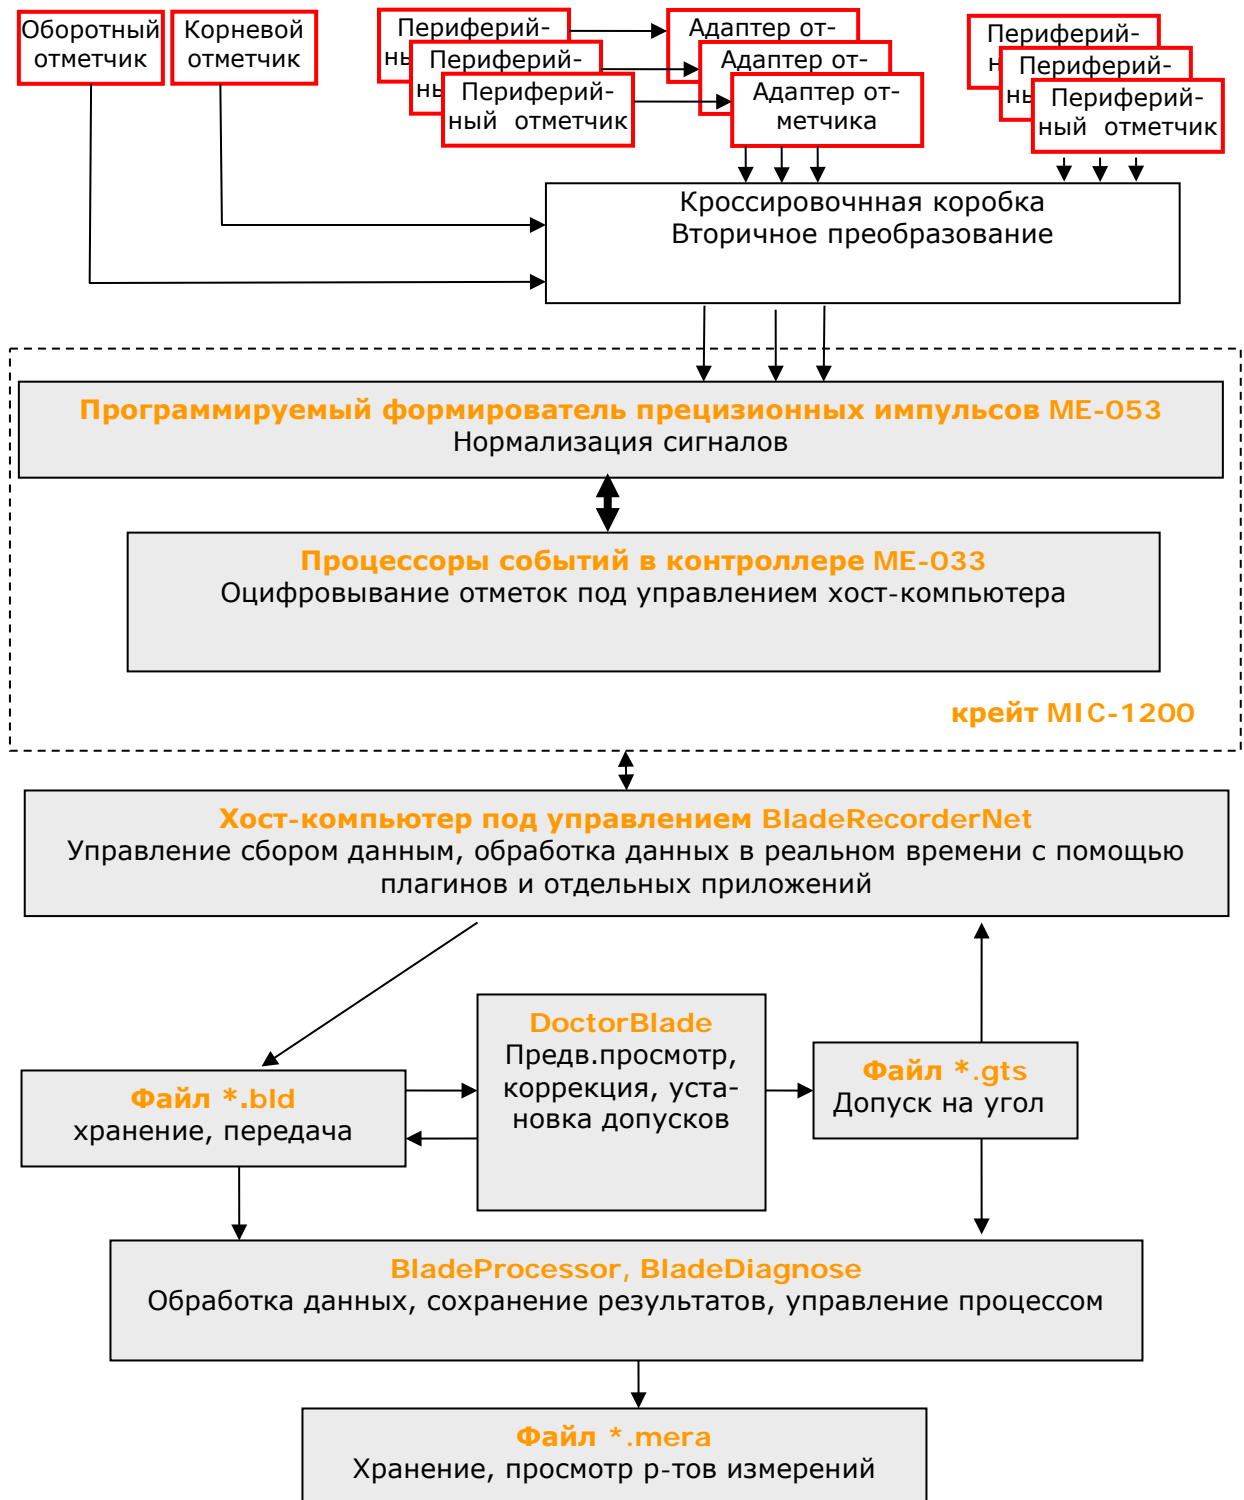 Оборотный
отметчик
Корневой
отметчик
Периферий-
ны
Периферий-
ны
Периферий-
ный отметчик
Адаптер от-
Адаптер от-
Адаптер от-
метчика
Периферий-
н
Периферий-
ны
Периферий-
ный отметчик
Кроссировочнная коробка
Вторичное преобразование
Программируемый формирователь прецизионных импульсов ME-053
Нормализация сигналов
Процессоры событий в контроллере ME-033
Оцифровывание отметок под управлением хост-компьютера
крейт MIC-1200
Хост-компьютер под управлением BladeRecorderNet
Управление сбором данным, обработка данных в реальном времени с помощью
плагинов и отдельных приложений
DoctorBlade
Предв.просмотр,
коррекция, уста-
новка допусков
Файл *.bld
хранение, передача
Файл *.gts
Допуск на угол
BladeProcessor, BladeDiagnose
Обработка данных, сохранение результатов, управление процессом
Файл *.mera
Хранение, просмотр р-тов измерений